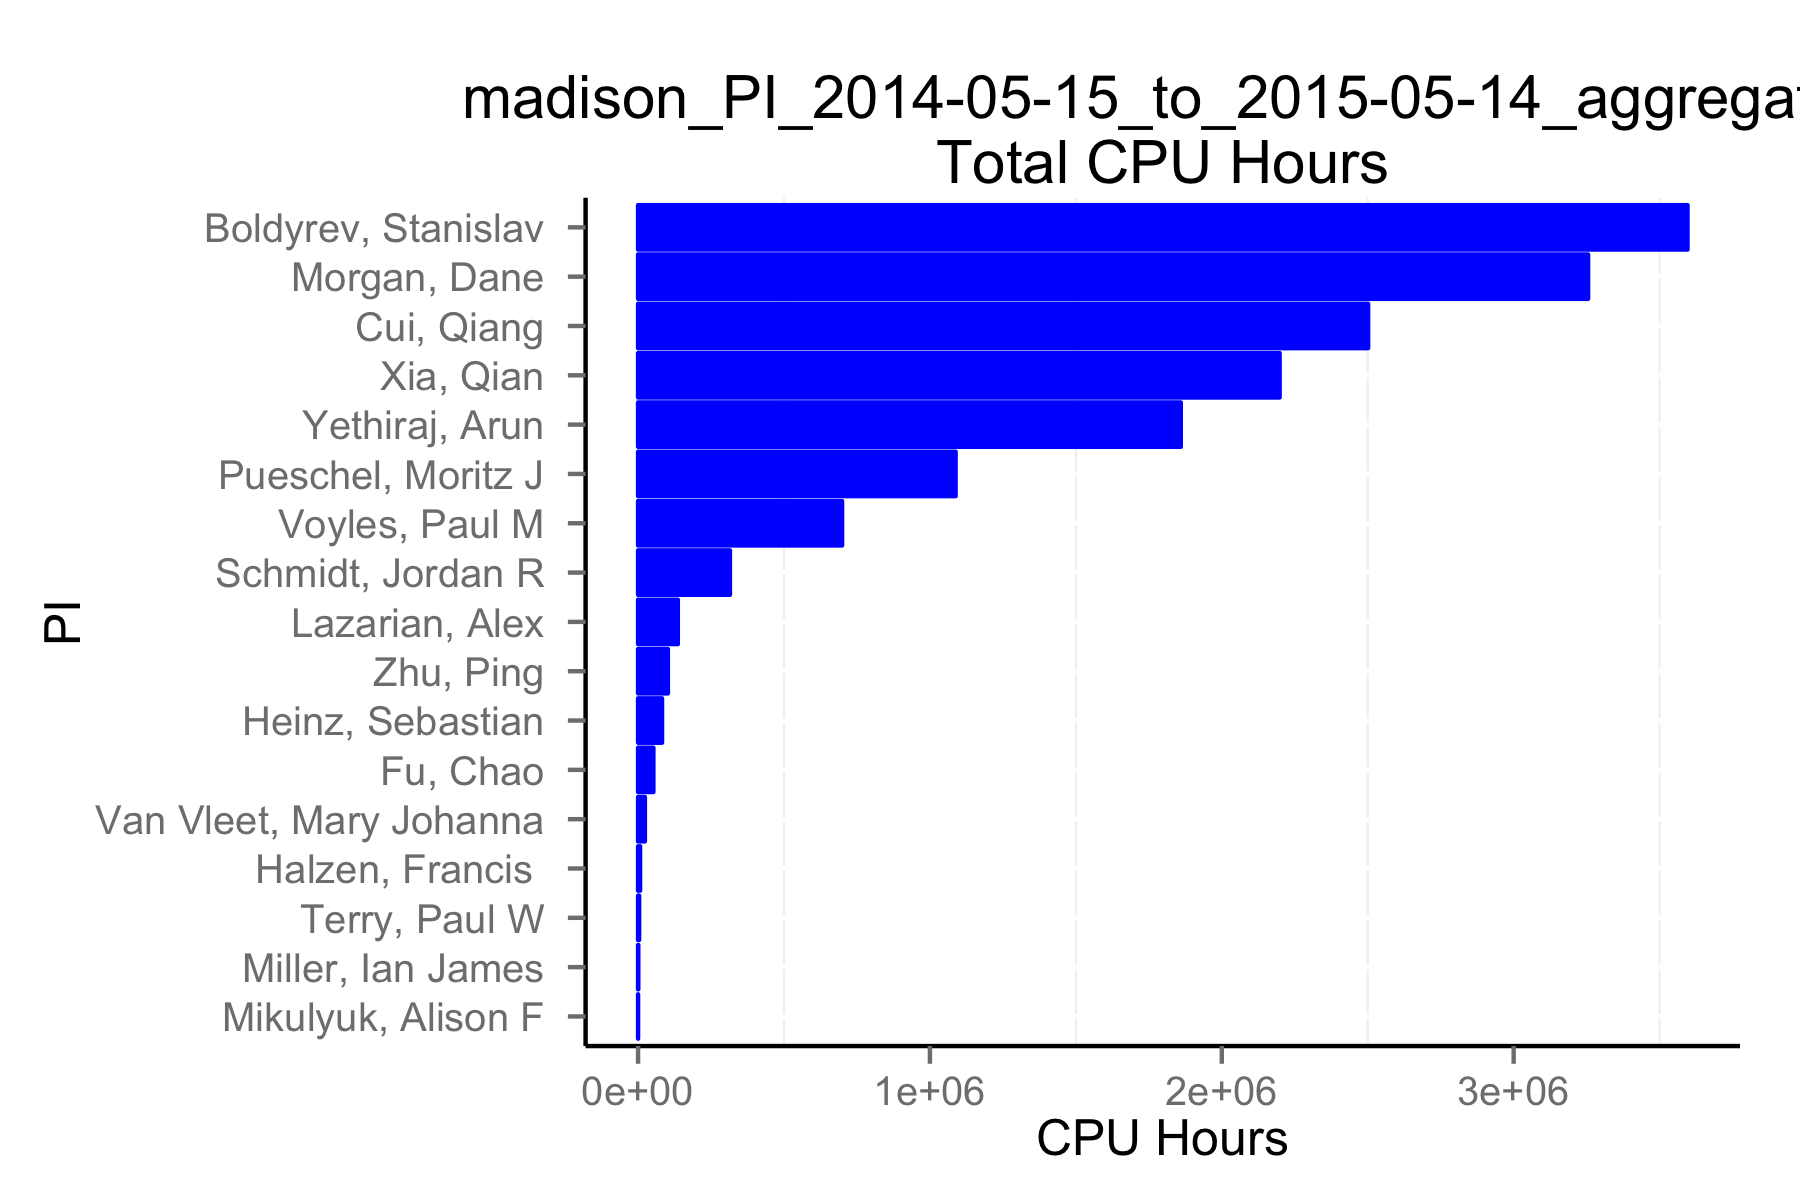 madison_PI_2014-05-15_to_2015-05-14_aggrega
Total CPU Hours
Boldyrev, Stanislav
Morgan, Dane
Cui, Qiang
Xia, Qian
Yethiraj, Arun
Pueschel, Moritz J
Voyles, Paul M
Schmidt, Jordan R
Lazarian, Alex
Zhu, Ping
Heinz, Sebastian
Fu, Chao
Van Vleet, Mary Johanna
Halzen, Francis
Terry, Paul W
Miller, Ian James
Mikulyuk, Alison F
PI
0e+00 1e+06 2e+06 3e+06
CPU Hours